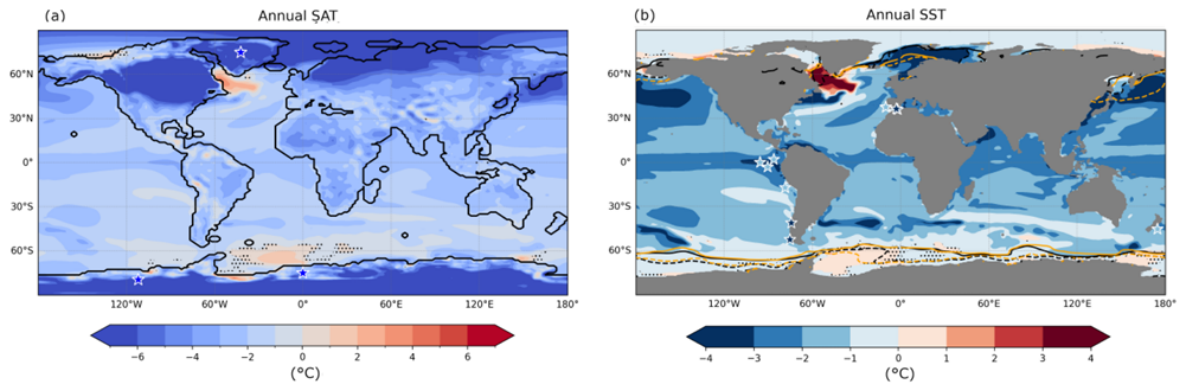 (a)
Annual SAT
60°N
30°N
0°
30°S
60°S
120°W 60°W 0° 60°E 120°E 180°
−6 −4 −2 0 2 4 6
(°C)
(b)
Annual SST
60°N
30°N
0°
30°S
60°S
120°W 60°W 0° 60°E 120°E 180°
−4 −3 −2 −1 0 1 2 3 4
(°C)